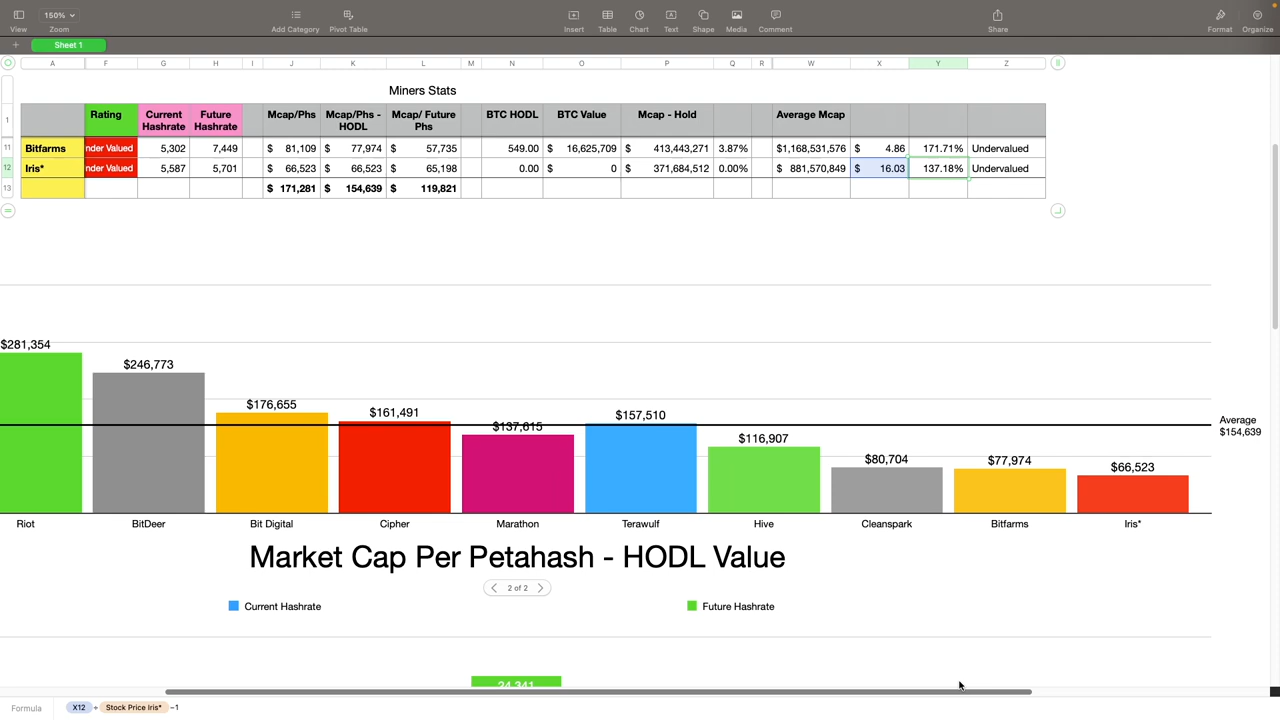 150%
View
Zoom
Add Category
Pivot Table
Insert
Table
Chart
Text
Shape
Media
Comment
Share
Format
Organize
+ Sheet 1
A F G H I J K L M N O P Q R W X Y Z
Miners Stats
1 Rating Current Hashrate Future Hashrate Mcap/Phs Mcap/Phs - HODL Mcap/ Future Phs BTC HODL BTC Value Mcap - Hold Average Mcap
11 Bitfarms nder Valued 5,302 7,449 $ 81,109 $ 77,974 $ 57,735 549.00 $ 16,625,709 $ 413,443,271 3.87% $1,168,531,576 $ 4.86 171.71% Undervalued
12 Iris* nder Valued 5,587 5,701 $ 66,523 $ 66,523 $ 65,198 0.00 $ 0 $ 371,684,512 0.00% $ 881,570,849 $ 16.03 137.18% Undervalued
13 $ 171,281 $ 154,639 $ 119,821
$281,354
$246,773
$176,655
$161,491
$137,615
$157,510
$116,907
$80,704
$77,974
$66,523
Average
$154,639
Riot BitDeer Bit Digital Cipher Marathon Terawulf Hive Cleanspark Bitfarms Iris*
Market Cap Per Petahash - HODL Value
2 of 2
Current Hashrate
Future Hashrate
24,341
Formula X12 ÷ Stock Price Iris* −1